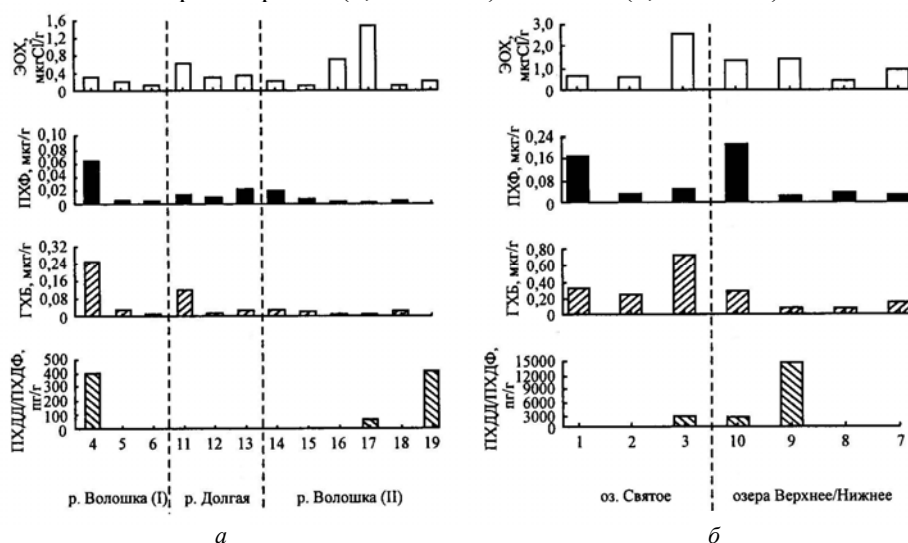 ЭОХ,
мкгCl/г
1,6
1,2
0,8
0,4
0
ПХФ, мкг/г
0,10
0,08
0,06
0,04
0,02
0
ГХБ, мкг/г
0,32
0,24
0,16
0,08
0
ПХДД/ПХДФ,
пг/г
500
400
300
200
100
0
4 5 6 11 12 13 14 15 16 17 18 19
р. Волошка (I) р. Долгая р. Волошка (II)
а
ЭОХ,
мкгCl/г
3,0
2,0
1,0
0
ПХФ, мкг/г
0,24
0,16
0,08
0
ГХБ, мкг/г
0,80
0,60
0,40
0,20
0
ПХДД/ПХДФ,
пг/г
15000
12000
9000
6000
3000
0
1 2 3 10 9 8 7
оз. Святое озера Верхнее/Нижнее
б